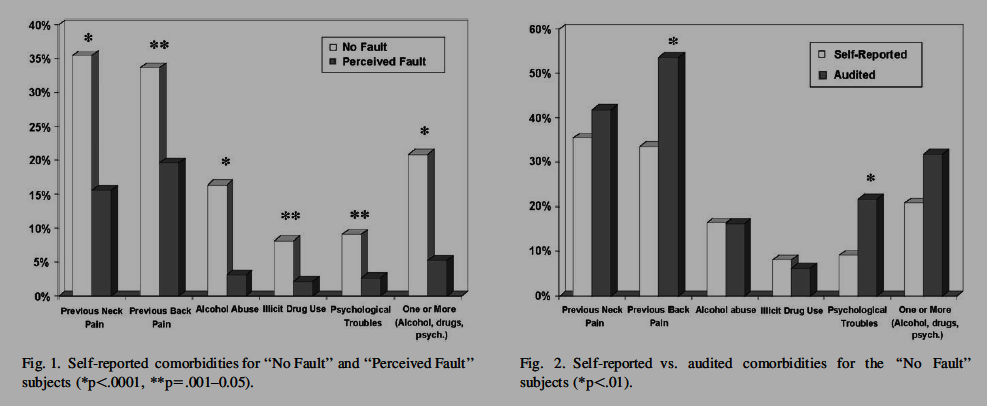 40%
35%
30%
25%
20%
15%
10%
5%
0%
*
**
*
**
**
*
No Fault
Perceived Fault
Previous Neck
Pain
Previous Back
Pain
Alcohol Abuse
Illicit Drug Use
Psychological
Troubles
One or More
(Alcohol, drugs,
psych.)
Fig. 1. Self-reported comorbidities for “No Fault” and “Perceived Fault”
subjects (*p<.0001, **p=.001–0.05).
60%
50%
40%
30%
20%
10%
0%
*
*
Self-Reported
Audited
Previous Neck
Pain
Previous Back
Pain
Alcohol abuse
Illicit Drug Use
Psychological
Troubles
One or More
(Alcohol, drugs,
psych.)
Fig. 2. Self-reported vs. audited comorbidities for the “No Fault”
subjects (*p<.01).